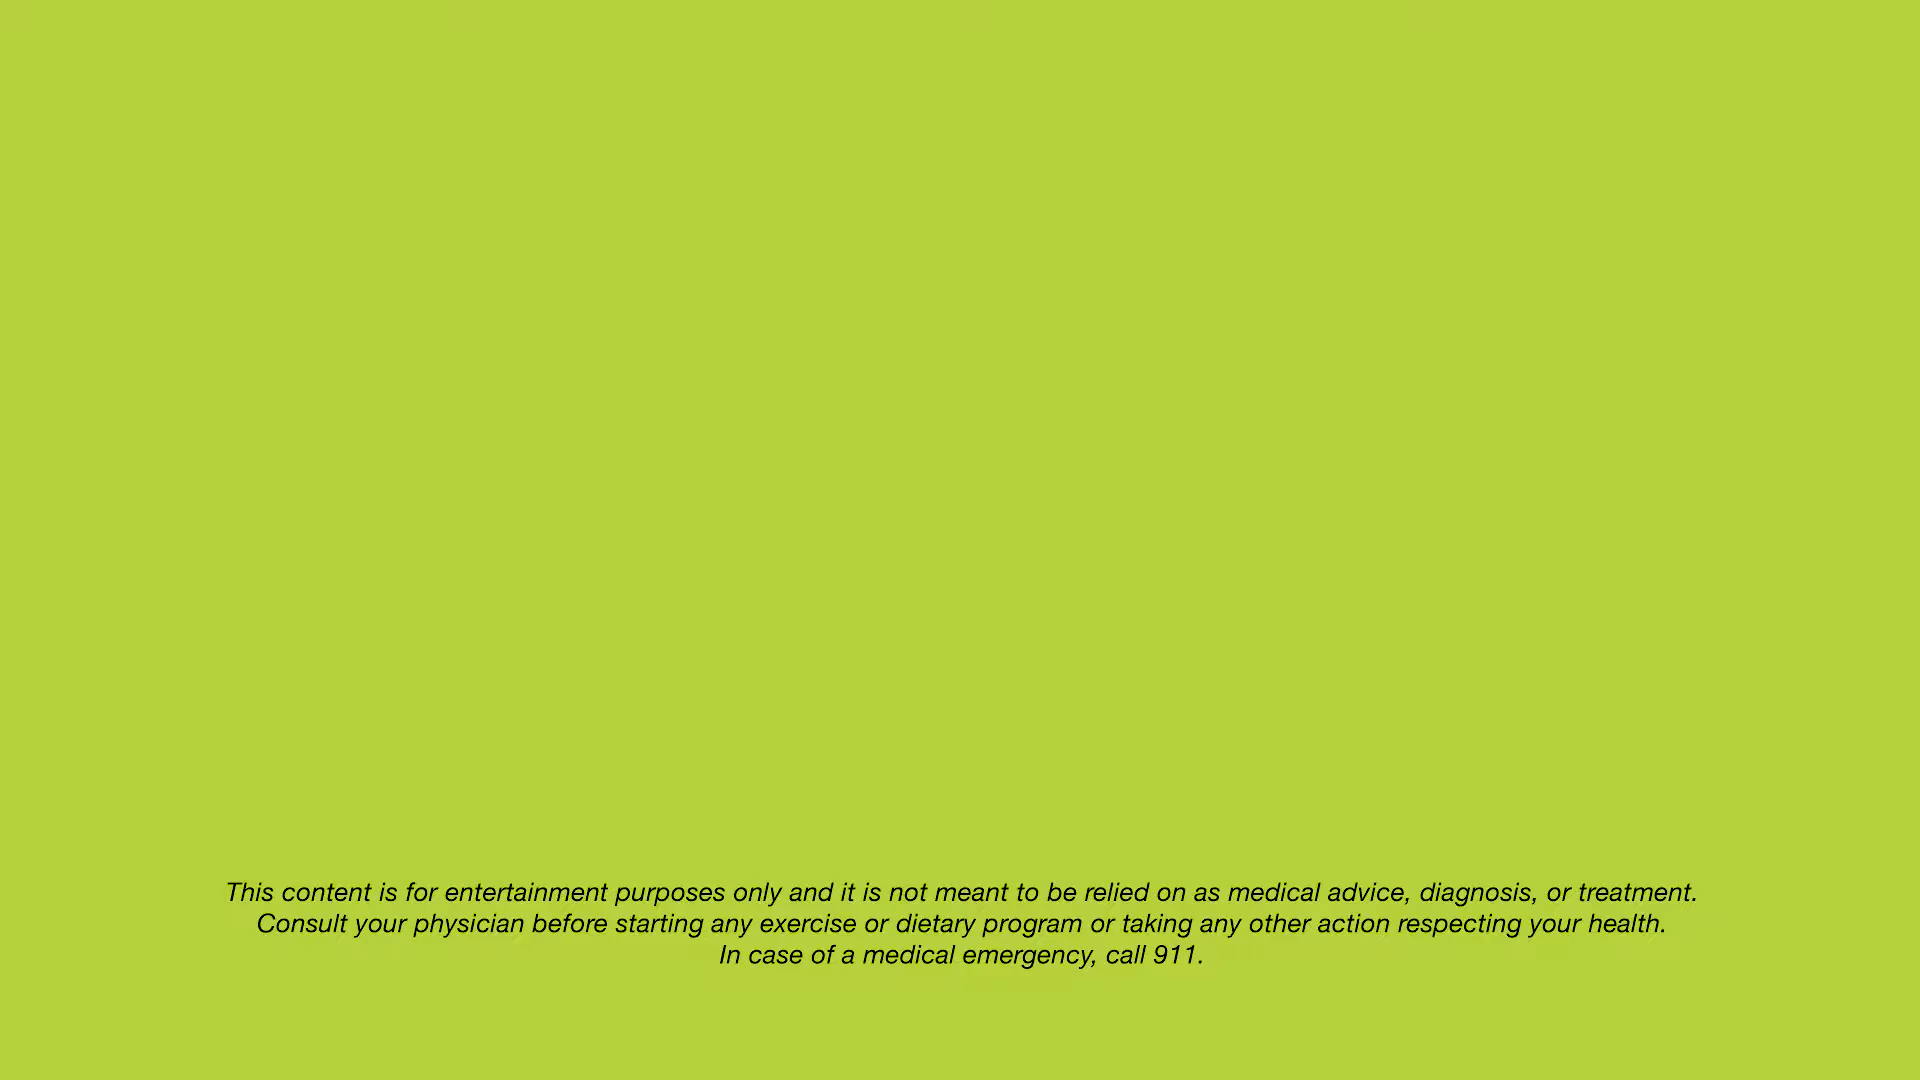 This content is for entertainment purposes only and it is not meant to be relied on as medical advice, diagnosis, or treatment.
Consult your physician before starting any exercise or dietary program or taking any other action respecting your health.
In case of a medical emergency, call 911.